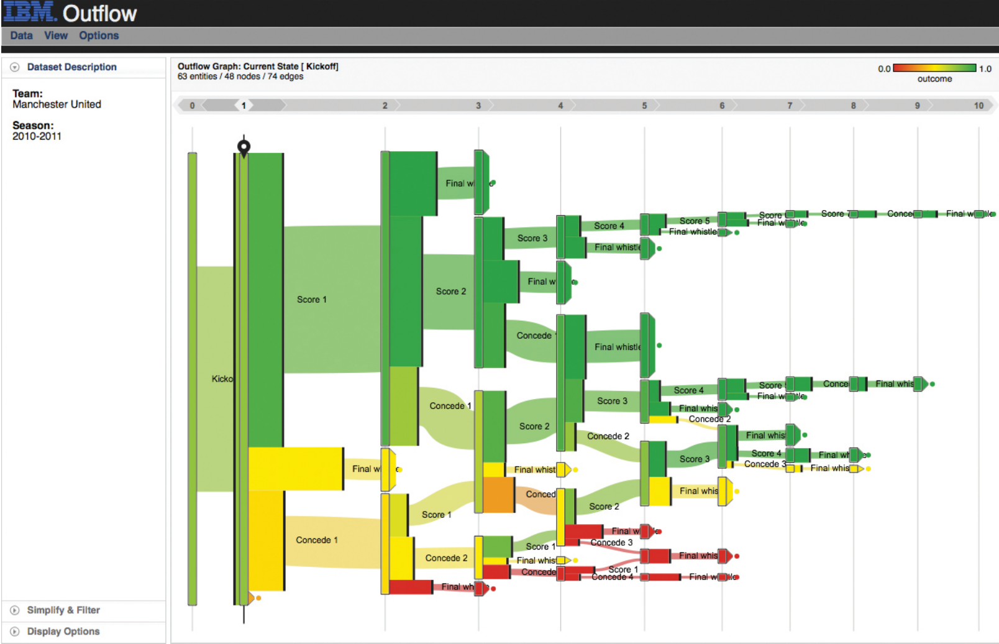 IBM. Outflow
Data View Options
Dataset Description
Team:
Manchester United
Season:
2010-2011
Simplify & Filter
Display Options
Outflow Graph: Current State [ Kickoff]
63 entities / 48 nodes / 74 edges
0.0 1.0
outcome
0 1 2 3 4 5 6 7 8 9 10
Kicko
Score 1
Final w
Concede 1
Final wl
Score 2
Concede 1
Score 1
Concede 2
Final wh
Score 3
Final w
Concede
Score 2
Final whist
Conced
Score 1
Final whis
Concede
Score 4
Final whistle
Final whistle
Score 3
Concede 2
Score 2
Final w
Concede 3
Score 1
Concede 4
Score 5
Final whistle
Score 4
Final whis
Concede 2
Score 3
Final whis
Final whis
Final w
Score
Final w
Score
Final w
Final whis
Score 4
Concede 3
Score
Conce
Final wh
Final whis
Conce
Final whis
Final w